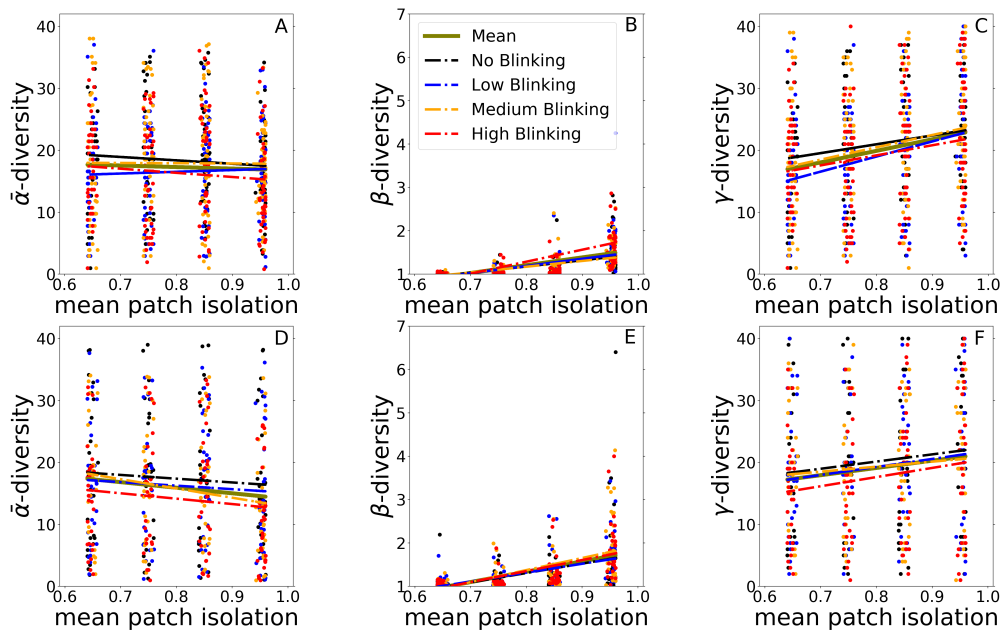 A
ᾱ-diversity
40
30
20
10
0
0.6 0.7 0.8 0.9 1.0
mean patch isolation
B
β-diversity
7
6
5
4
3
2
1
Mean
No Blinking
Low Blinking
Medium Blinking
High Blinking
0.6 0.7 0.8 0.9 1.0
mean patch isolation
C
γ-diversity
40
30
20
10
0
0.6 0.7 0.8 0.9 1.0
mean patch isolation
D
ᾱ-diversity
40
30
20
10
0
0.6 0.7 0.8 0.9 1.0
mean patch isolation
E
β-diversity
7
6
5
4
3
2
1
0.6 0.7 0.8 0.9 1.0
mean patch isolation
F
γ-diversity
40
30
20
10
0
0.6 0.7 0.8 0.9 1.0
mean patch isolation